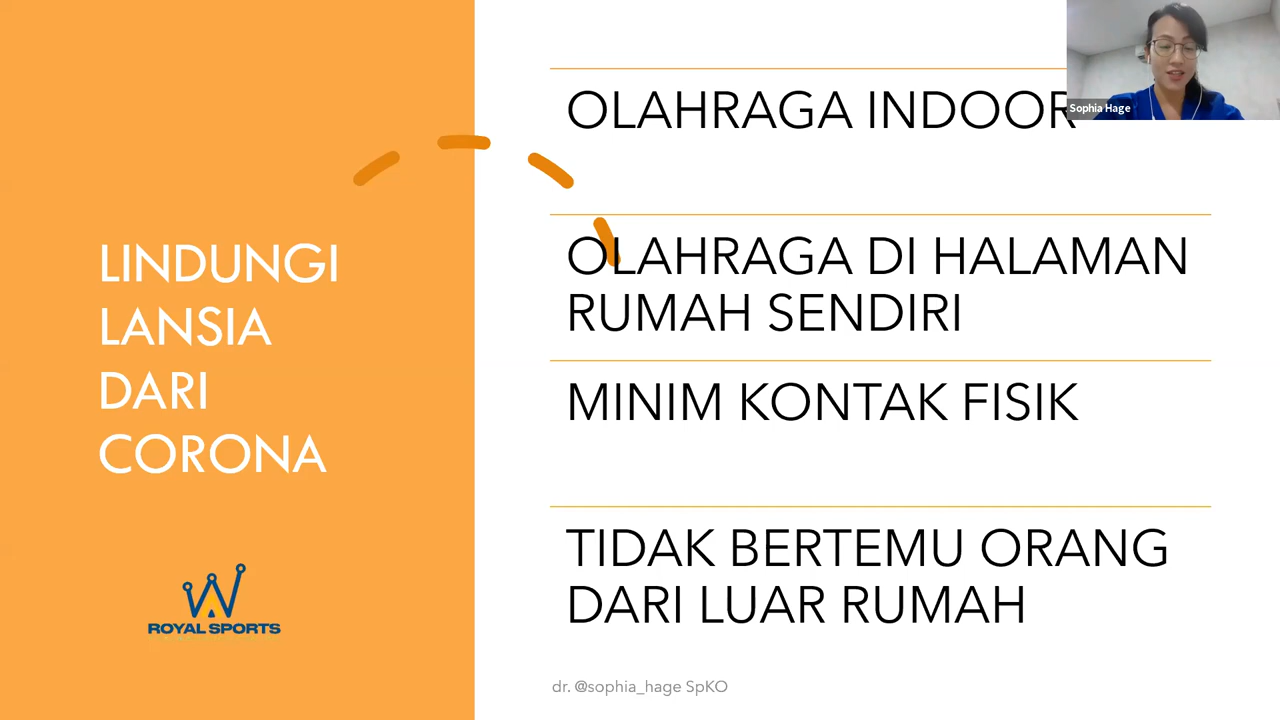 LINDUNGI
LANSIA
DARI
CORONA
ROYAL SPORTS
OLAHRAGA INDOOR
OLAHRAGA DI HALAMAN
RUMAH SENDIRI
MINIM KONTAK FISIK
TIDAK BERTEMU ORANG
DARI LUAR RUMAH
dr. @sophia_hage SpKO
Sophia Hage